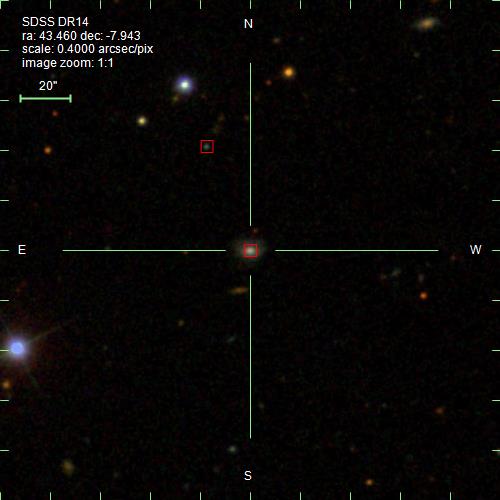 SDSS DR14
ra: 43.460 dec: -7.943
scale: 0.4000 arcsec/pix
image zoom: 1:1
20"
N
E
W
S